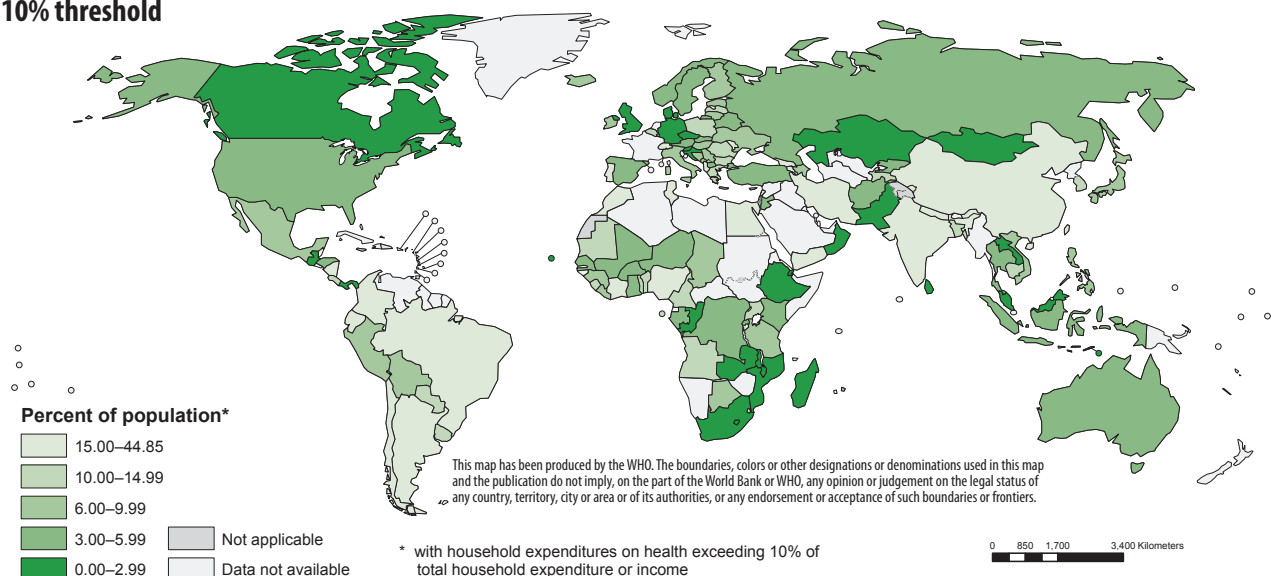 10% threshold
Percent of population*
15.00–44.85
10.00–14.99
6.00–9.99
3.00–5.99
0.00–2.99
Not applicable
Data not available
This map has been produced by the WHO. The boundaries, colors or other designations or denominations used in this map
and the publication do not imply, on the part of the World Bank or WHO, any opinion or judgement on the legal status of
any country, territory, city or area or of its authorities, or any endorsement or acceptance of such boundaries or frontiers.
* with household expenditures on health exceeding 10% of
total household expenditure or income
0 850 1,700 3,400 Kilometers